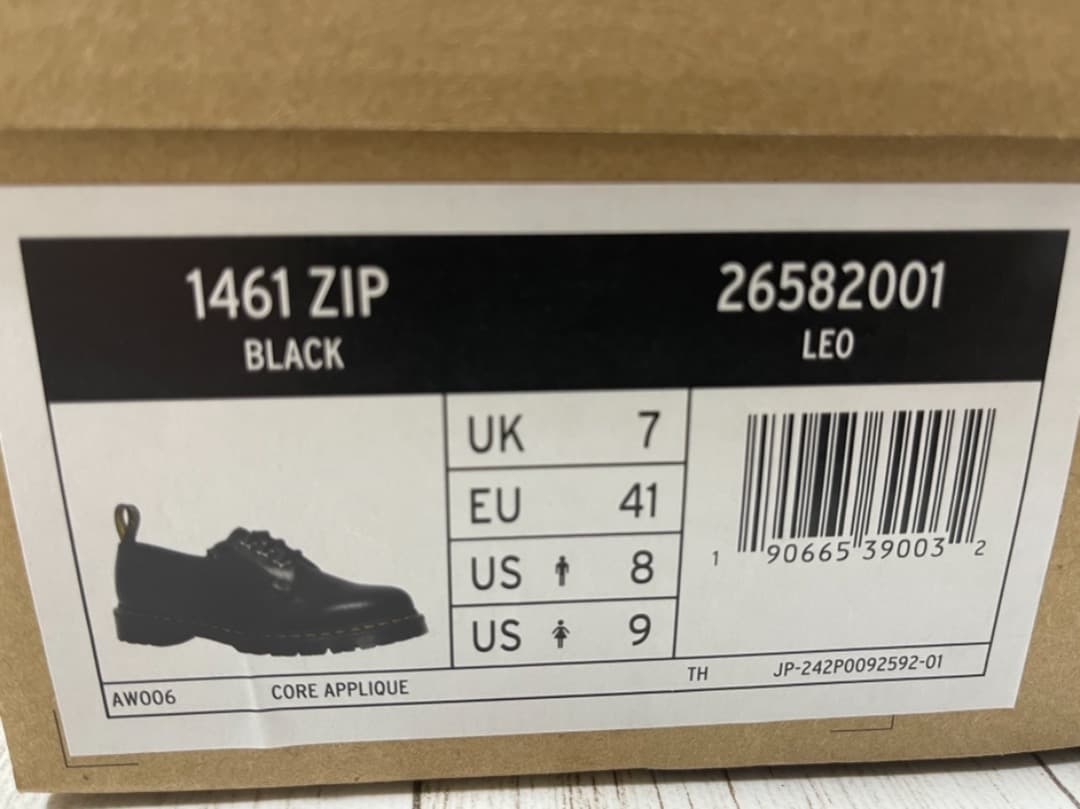 1461 ZIP
BLACK
26582001
LEO
UK 7
EU 41
US 8
US 9
1 90665 39003 2
AW006
CORE APPLIQUE
TH
JP-242P0092592-01